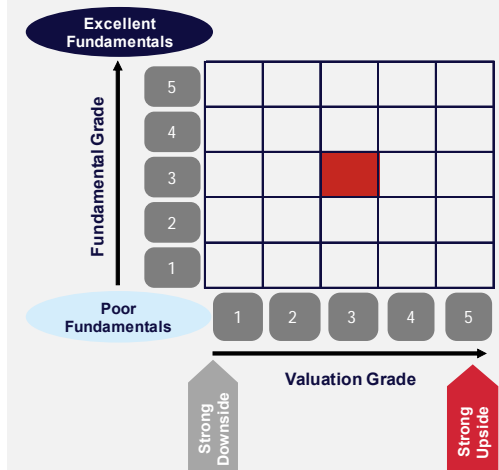 Excellent
Fundamentals
Fundamental Grade
5
4
3
2
1
Poor
Fundamentals
1
2
3
4
5
Valuation Grade
Strong
Downside
Strong
Upside